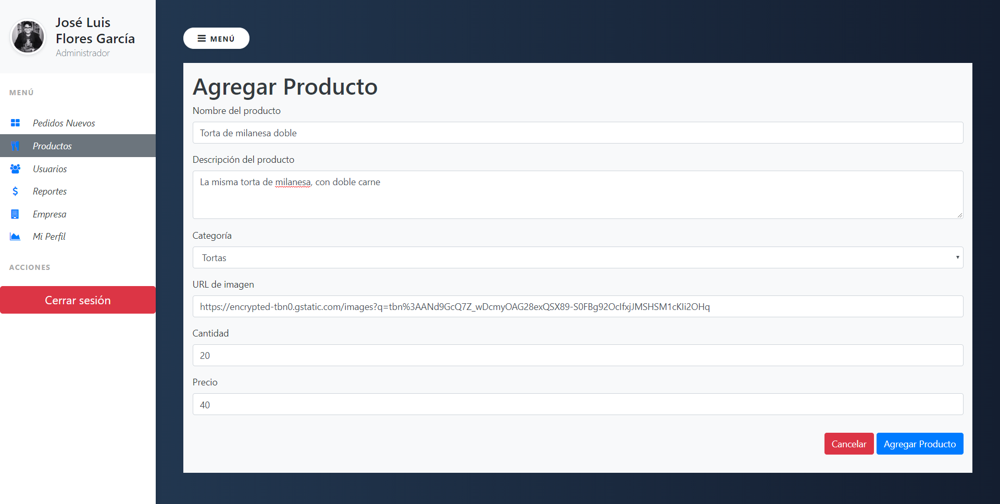 José Luis
Flores García
Administrador
MENÚ
Pedidos Nuevos
Productos
Usuarios
Reportes
Empresa
Mi Perfil
ACCIONES
Cerrar sesión
MENÚ
Agregar Producto
Nombre del producto
Torta de milanesa doble
Descripción del producto
La misma torta de milanesa, con doble carne
Categoría
Tortas
URL de imagen
https://encrypted-tbn0.gstatic.com/images?q=tbn%3AANd9GcQ7Z_wDcmyOAG28exQSX89-S0FBg92OcIfxjJMSHSM1cKIi2OHq
Cantidad
20
Precio
40
Cancelar
Agregar Producto